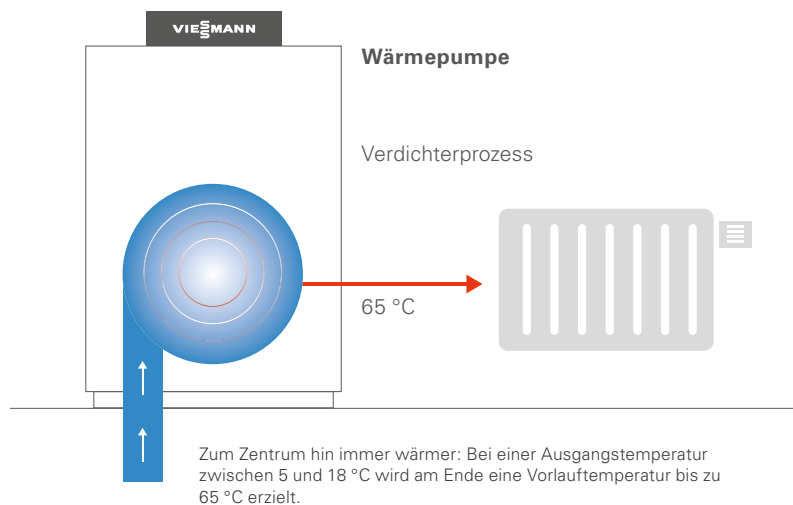 VIESSMANN
Wärmepumpe
Verdichterprozess
65 °C
Zum Zentrum hin immer wärmer: Bei einer Ausgangstemperatur
zwischen 5 und 18 °C wird am Ende eine Vorlauftemperatur bis zu
65 °C erzielt.